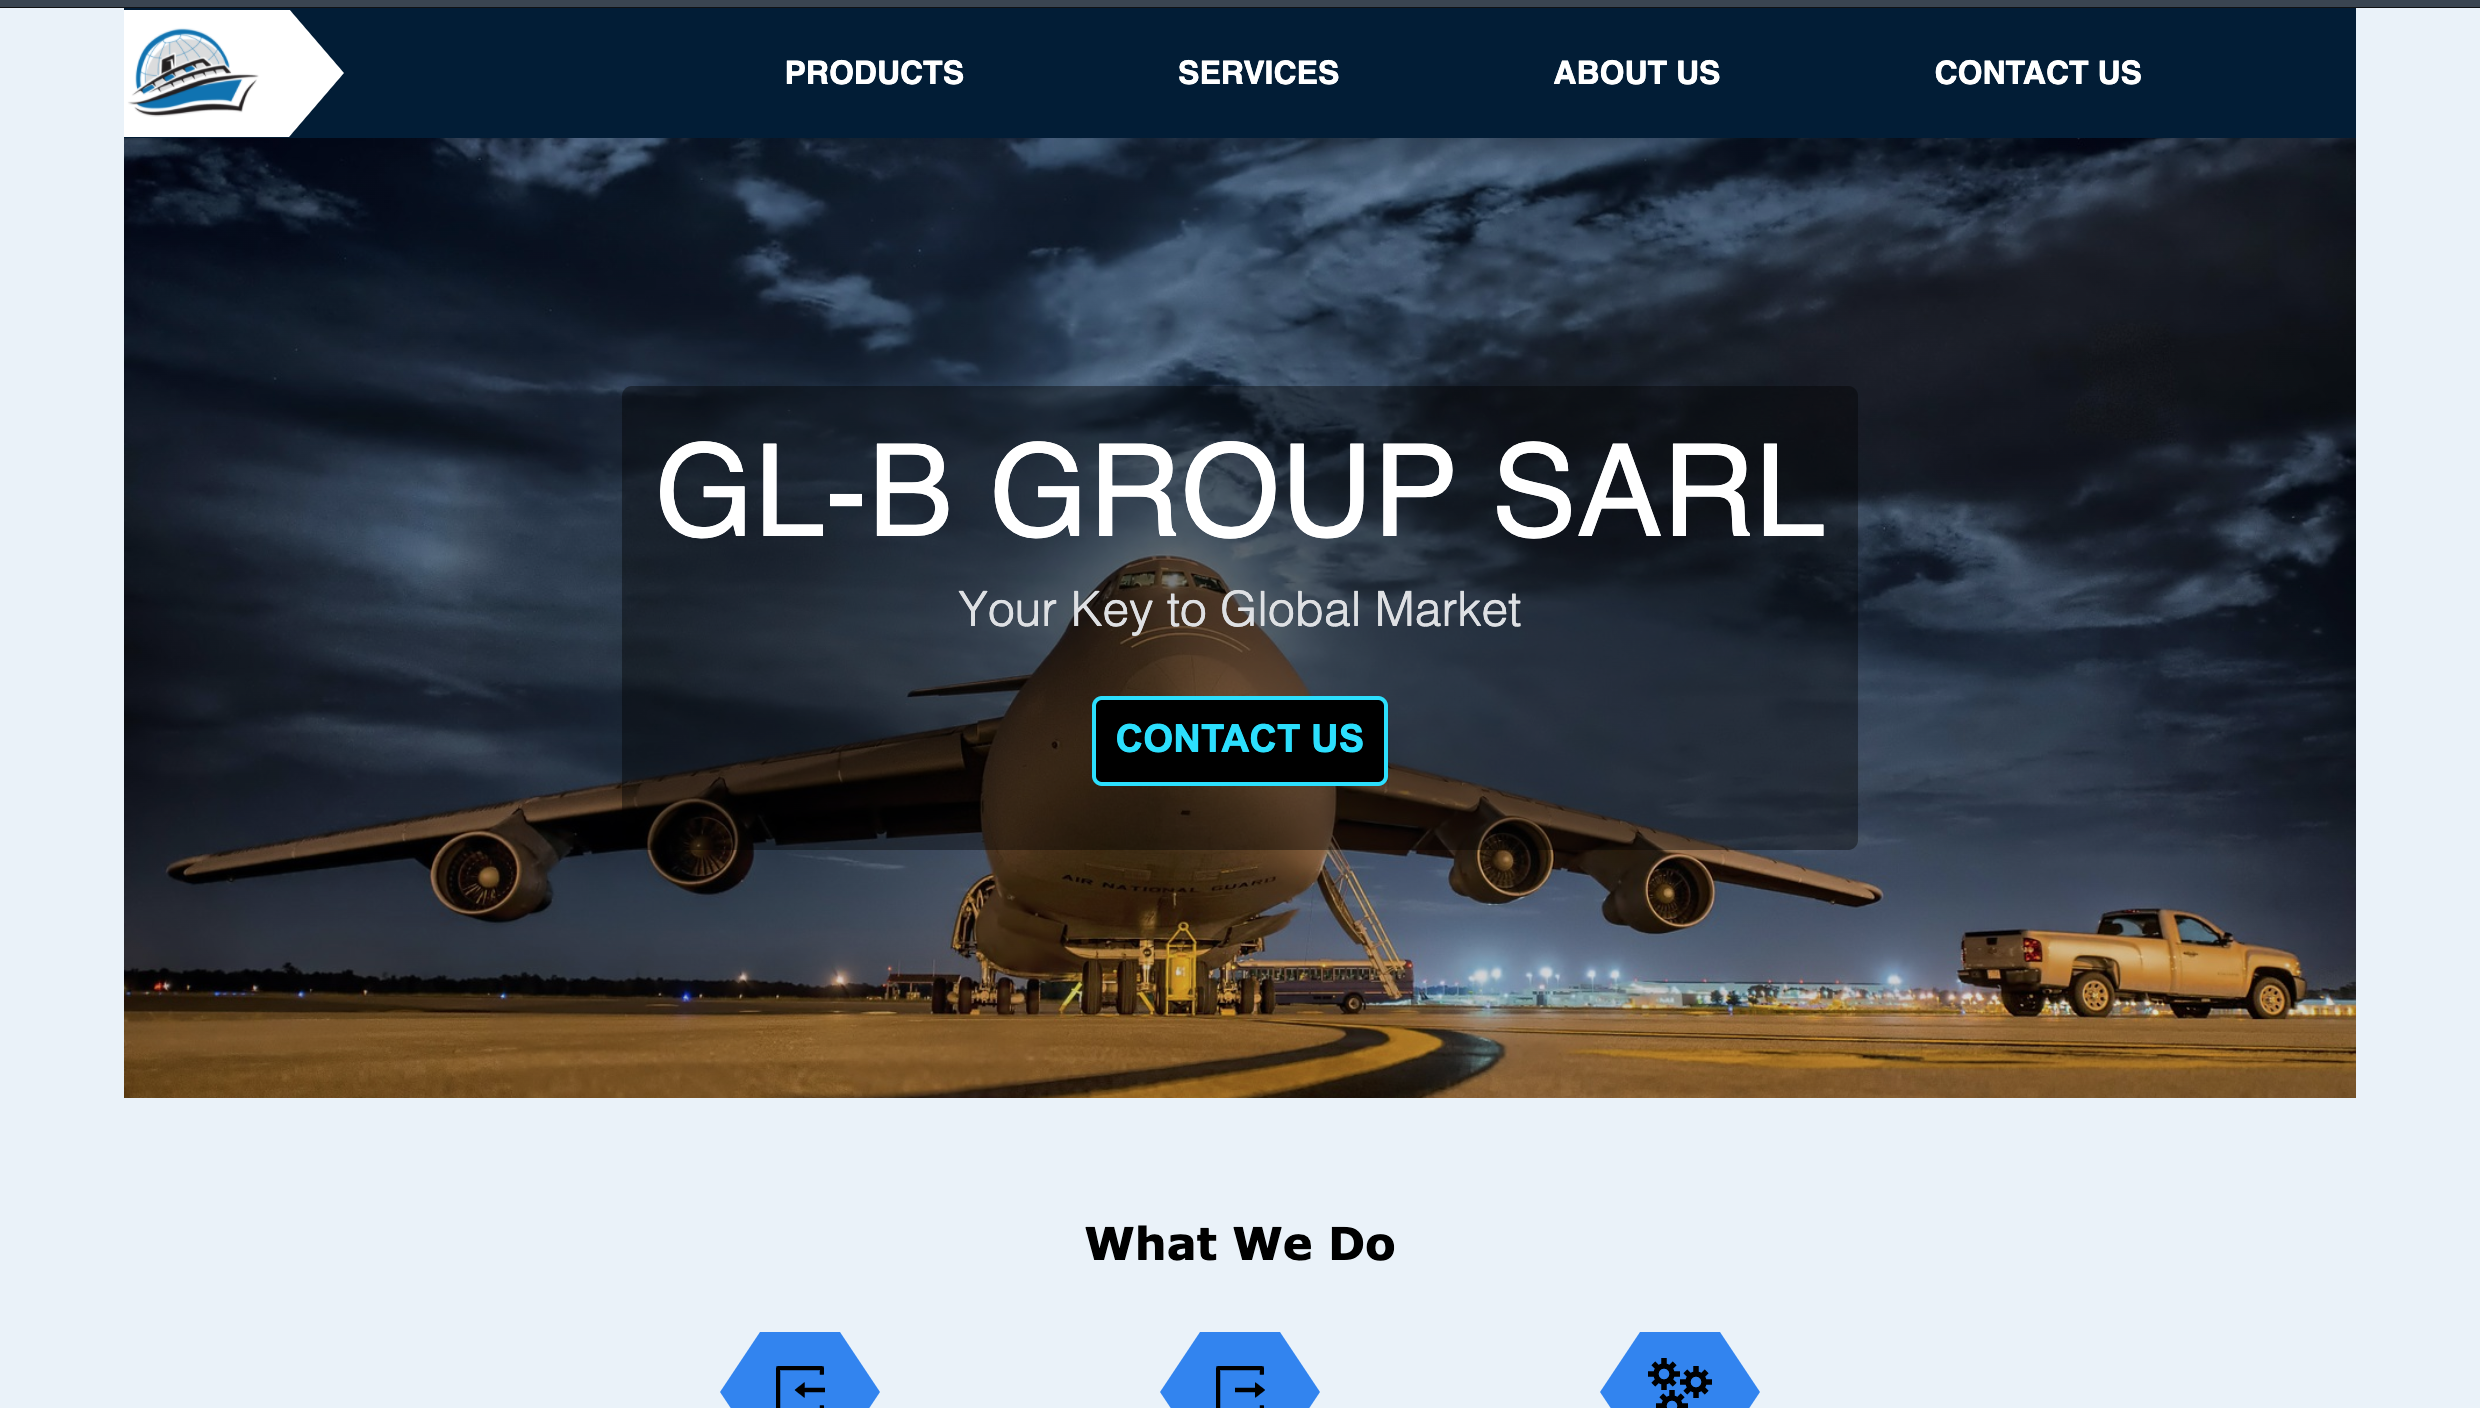 PRODUCTS SERVICES ABOUT US CONTACT US
GL-B GROUP SARL
Your Key to Global Market
CONTACT US
AIR NATIONAL GUARD
61
What We Do